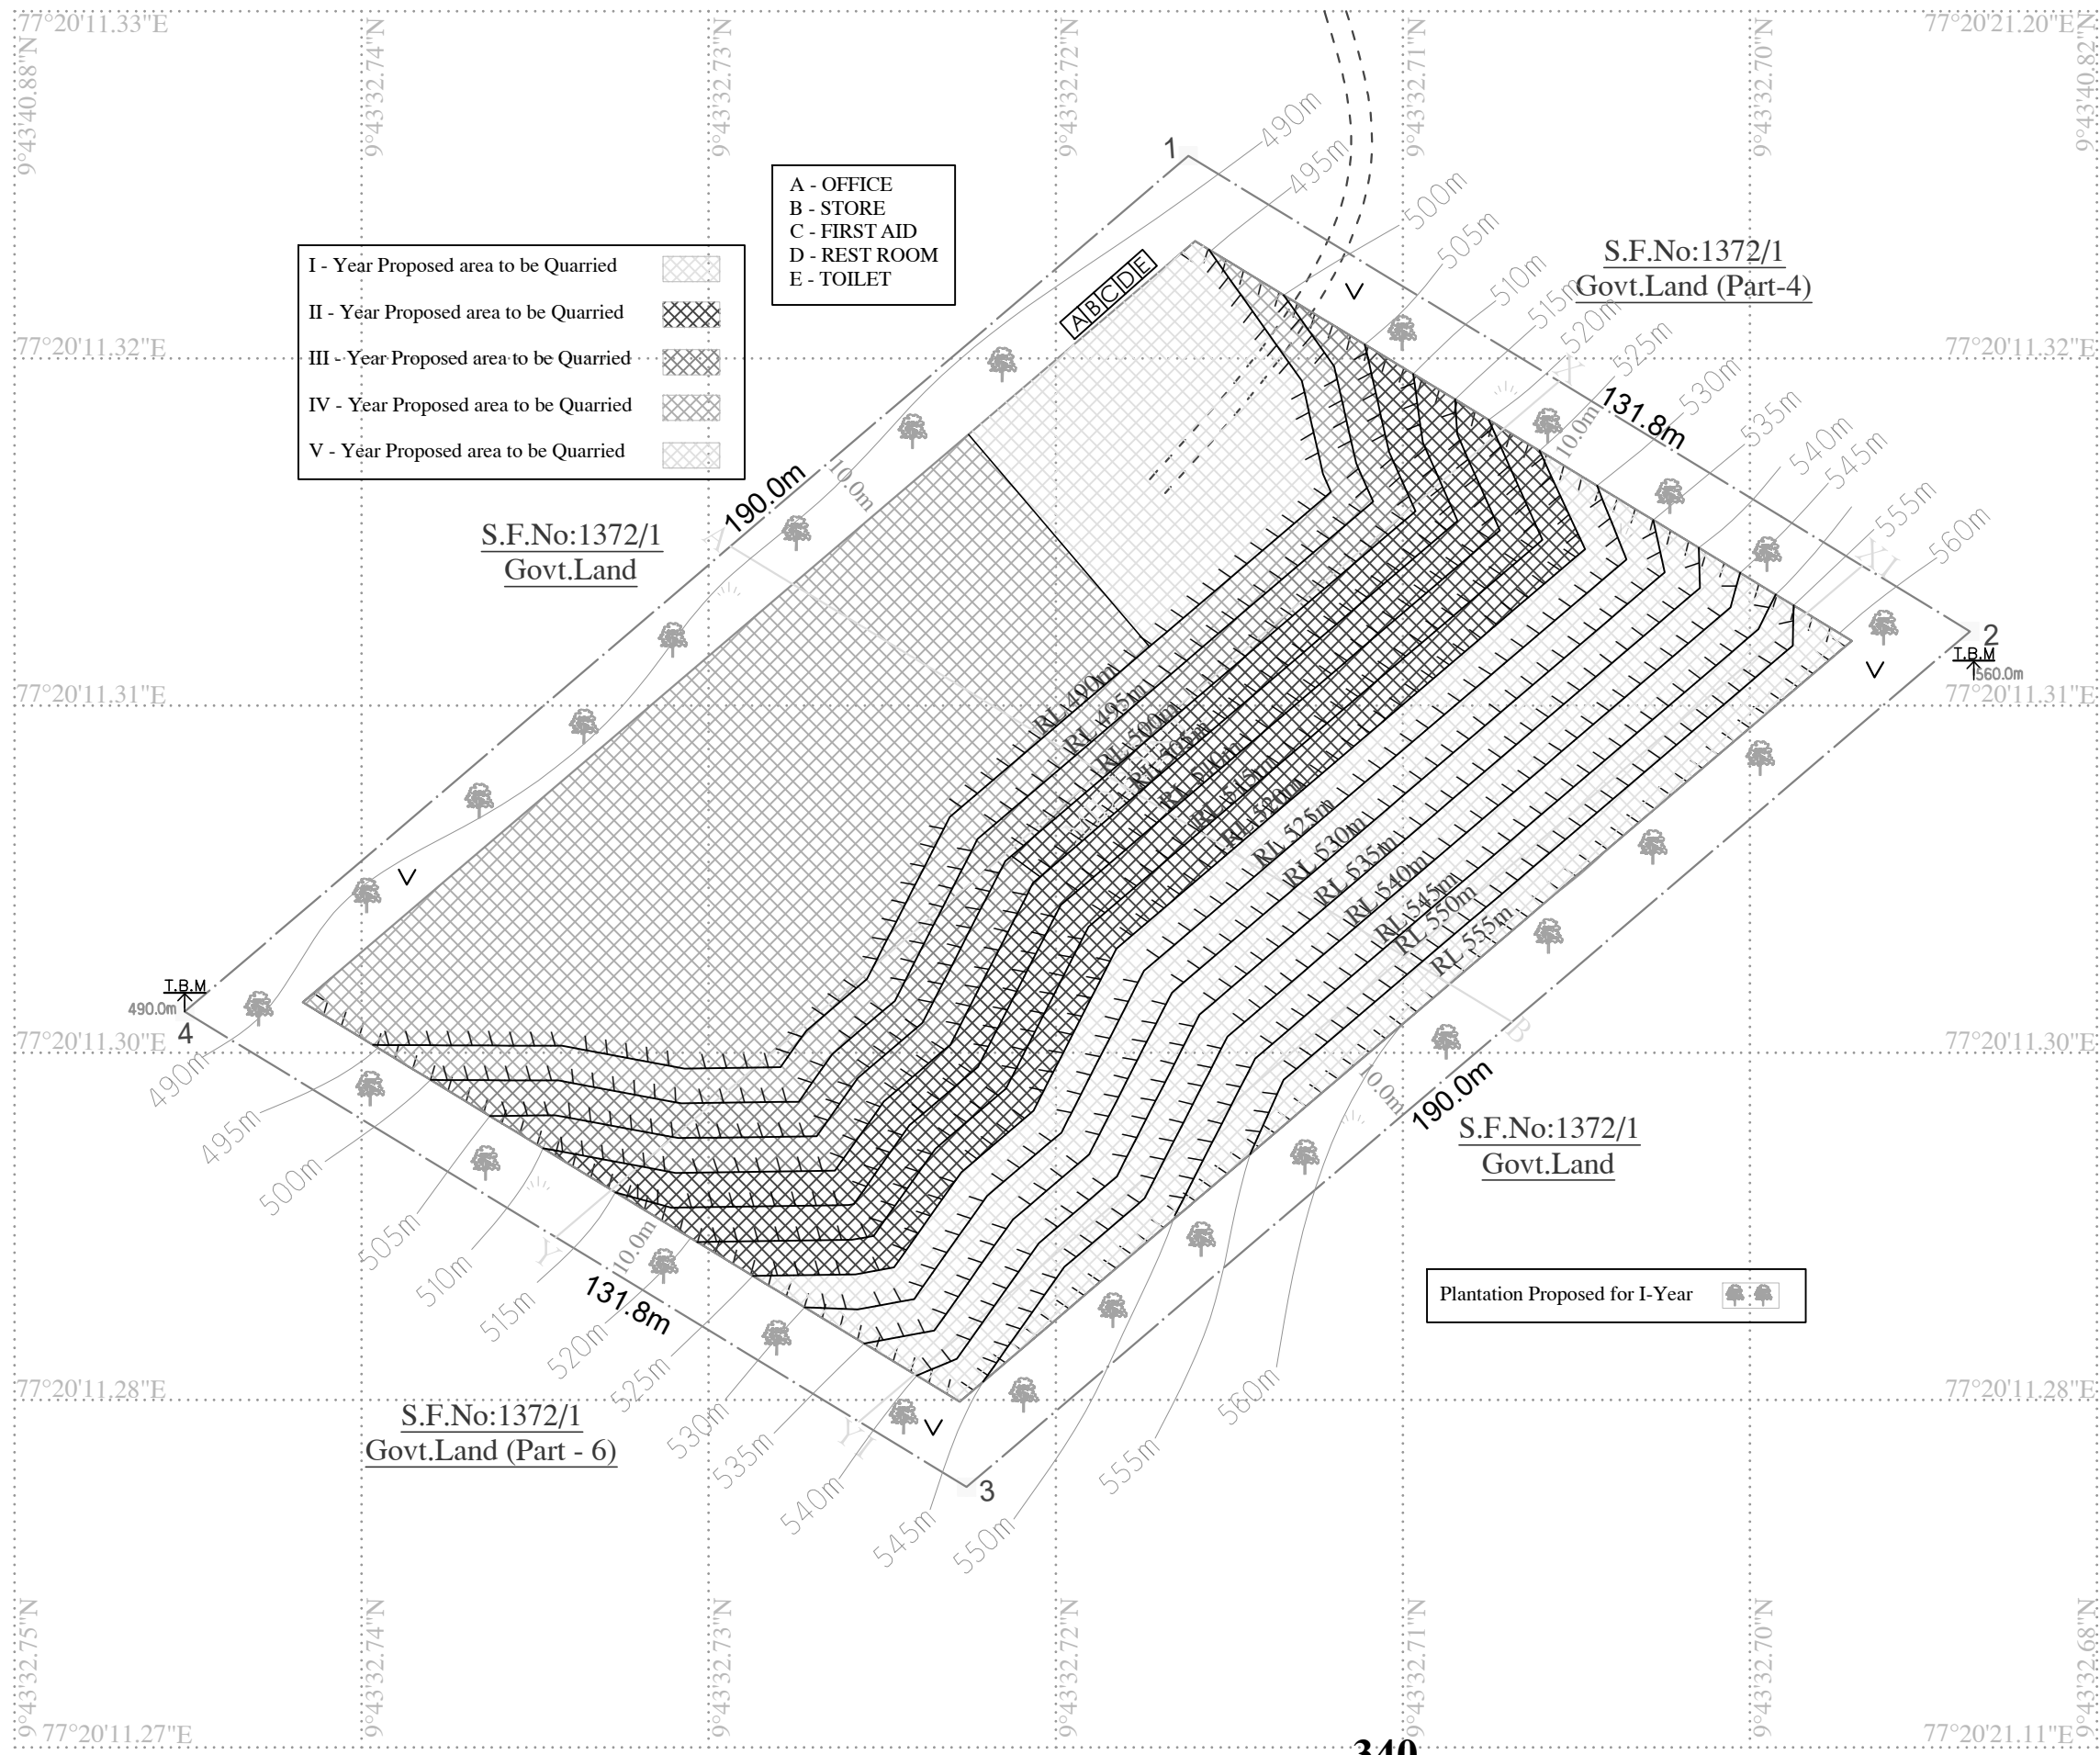 77°20'11.33"E
77°20'21.20"E
9°43'40.88"N
9°43'32.74"N
9°43'32.73"N
9°43'32.72"N
9°43'32.71"N
9°43'32.70"N
9°43'40.82"N
490m
495m
500m
505m
510m
515m
520m
525m
530m
535m
540m
545m
555m
560m
1
A - OFFICE
B - STORE
C - FIRST AID
D - REST ROOM
E - TOILET
I - Year Proposed area to be Quarried
II - Year Proposed area to be Quarried
III - Year Proposed area to be Quarried
IV - Year Proposed area to be Quarried
V - Year Proposed area to be Quarried
A B C D E
S.F.No:1372/1
Govt.Land (Part-4)
77°20'11.32"E
77°20'11.32"E
X
131.8m
10.0m
190.0m
10.0m
S.F.No:1372/1
Govt.Land
XI
2
T.B.M
560.0m
77°20'11.31"E
77°20'11.31"E
RL 490m
RL 495m
RL 500m
RL 505m
RL 510m
RL 515m
RL 520m
RL 525m
RL 530m
RL 535m
RL 540m
RL 545m
RL 550m
RL 555m
T.B.M
490.0m
4
77°20'11.30"E
77°20'11.30"E
B
10.0m
190.0m
S.F.No:1372/1
Govt.Land
Y
10.0m
131.8m
Plantation Proposed for I-Year
77°20'11.28"E
77°20'11.28"E
S.F.No:1372/1
Govt.Land (Part - 6)
YI
3
490m
495m
500m
505m
510m
515m
520m
525m
530m
535m
540m
545m
550m
555m
560m
9°43'32.75"N
9°43'32.74"N
9°43'32.73"N
9°43'32.72"N
9°43'32.71"N
9°43'32.70"N
9°43'32.68"N
77°20'11.27"E
77°20'21.11"E
340